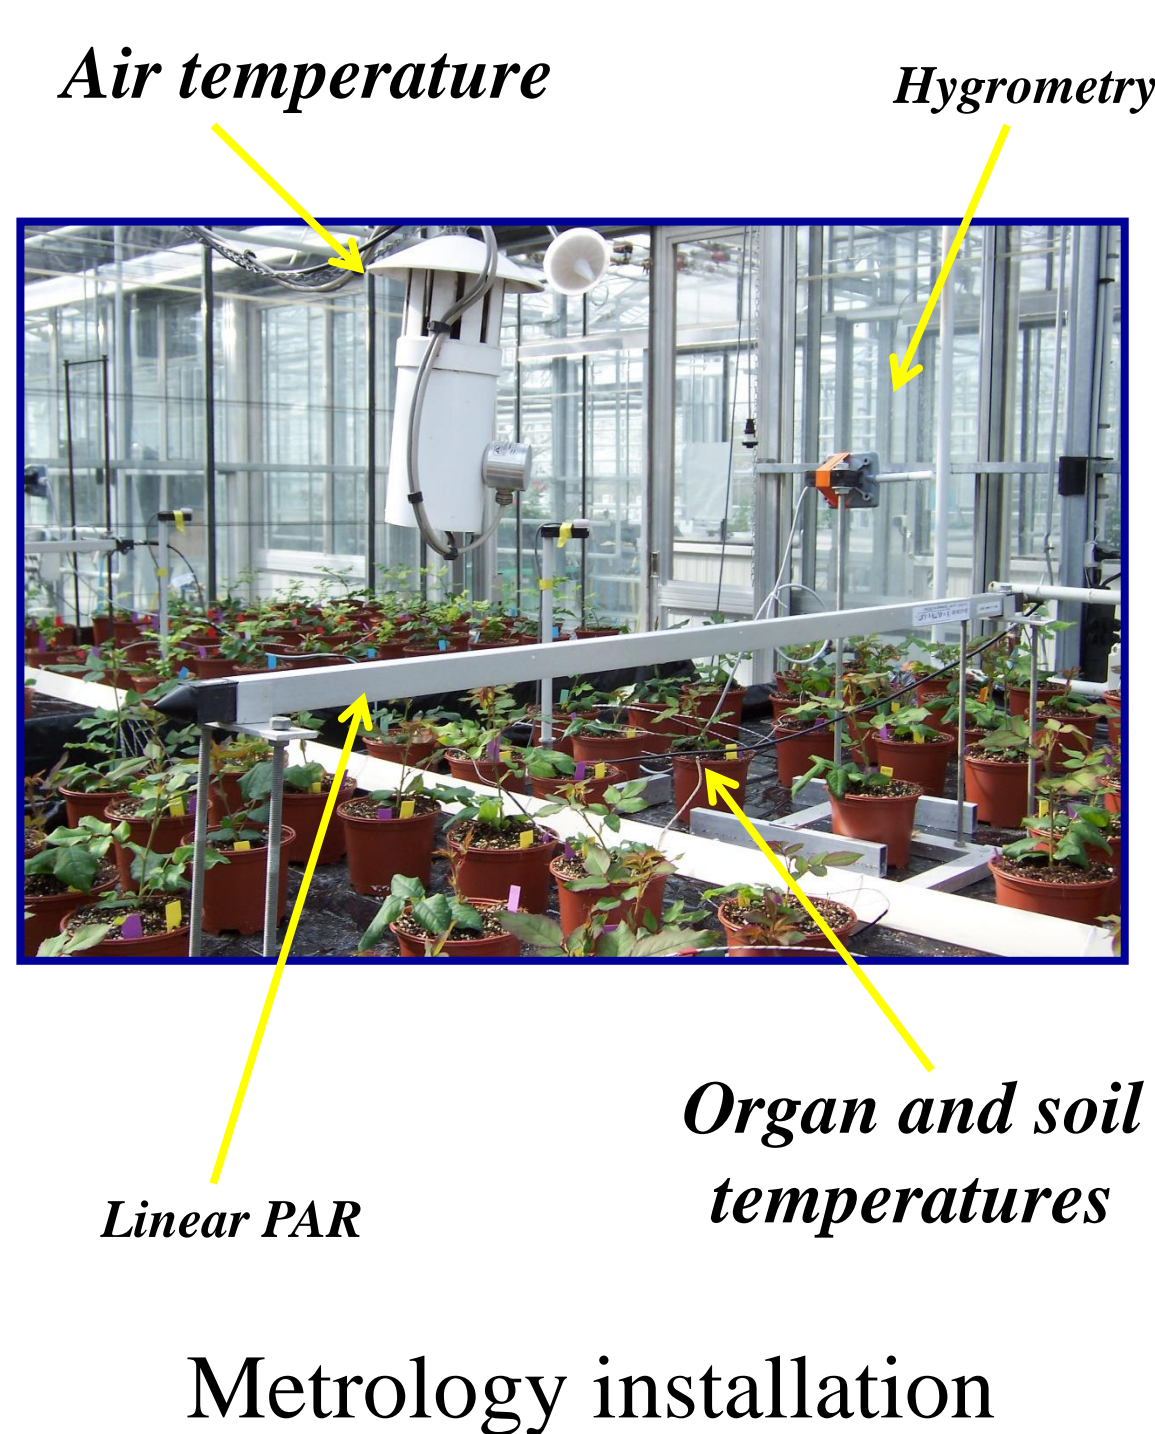 Air temperature
Hygrometry
Linear PAR
Organ and soil
temperatures
Metrology installation